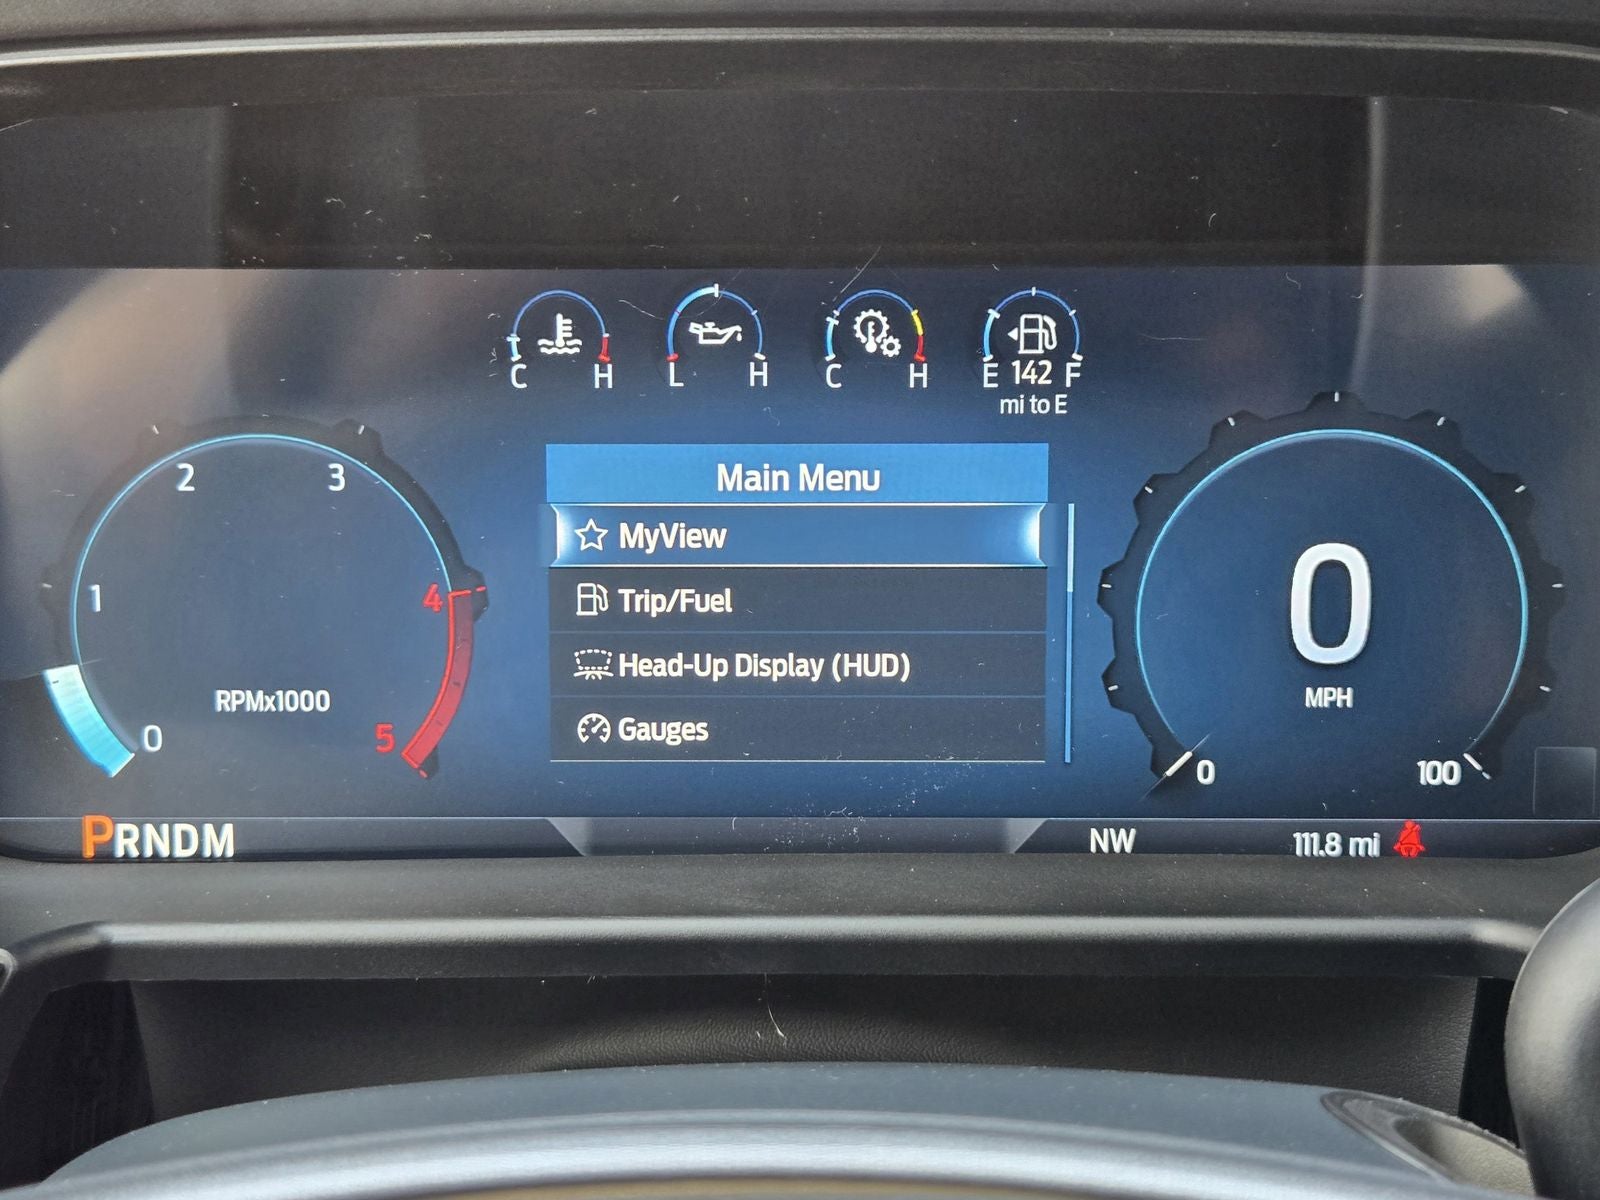 C H
L H
C H
E 142 F
mi to E
2 3
1 4
RPMx1000
0 5
Main Menu
MyView
Trip/Fuel
Head-Up Display (HUD)
Gauges
0
MPH
0 100
PRNDM
NW
111.8 mi